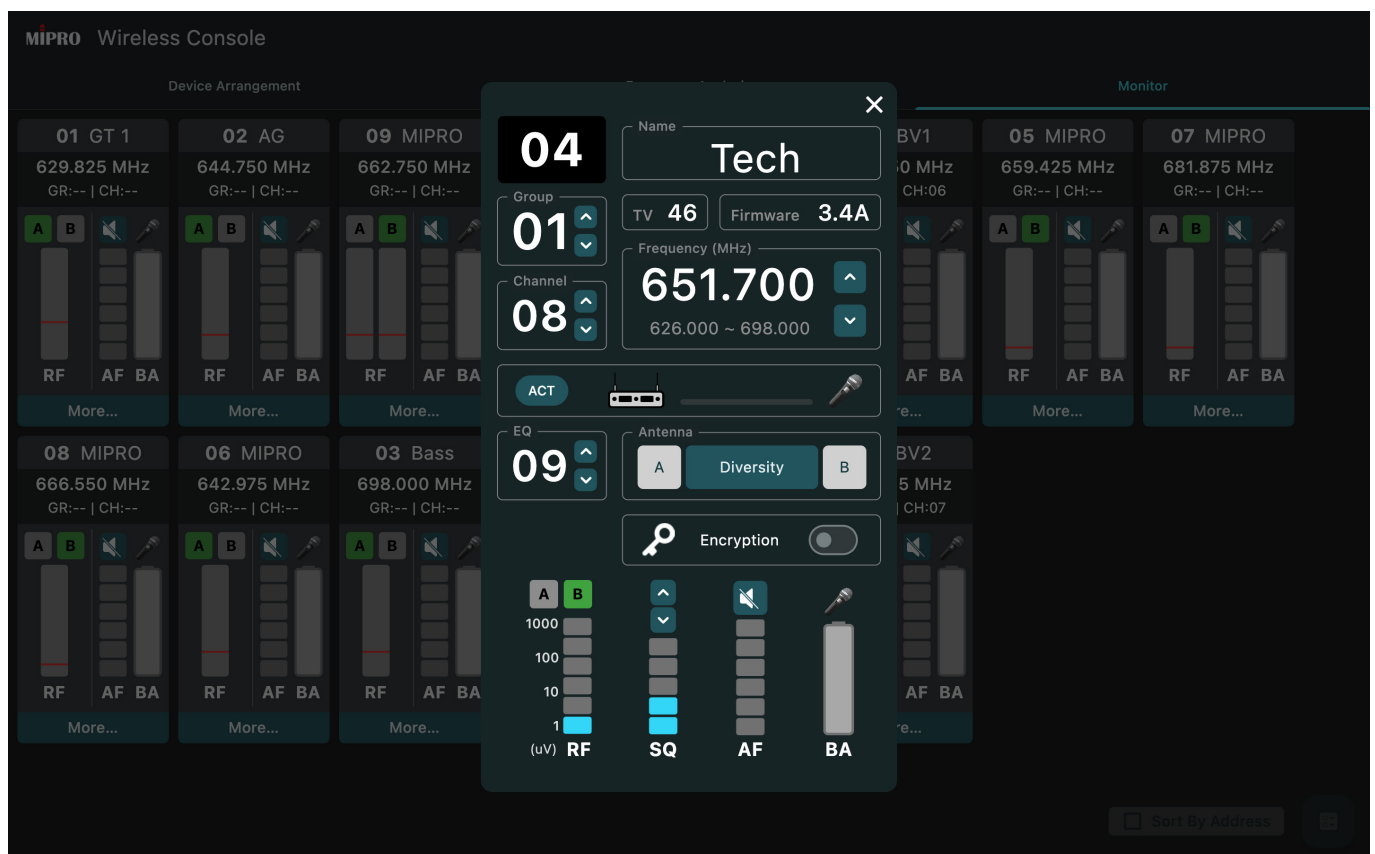 MIPRO Wireless Console
Device Arrangement
Monitor
01 GT 1
629.825 MHz
GR:-- | CH:--
A B
RF AF BA
More...
02 AG
644.750 MHz
GR:-- | CH:--
A B
RF AF BA
More...
09 MIPRO
662.750 MHz
GR:-- | CH:--
A B
RF AF BA
More...
BV1
0 MHz
CH:06
AF BA
re...
05 MIPRO
659.425 MHz
GR:-- | CH:--
A B
RF AF BA
More...
07 MIPRO
681.875 MHz
GR:-- | CH:--
A B
RF AF BA
More...
08 MIPRO
666.550 MHz
GR:-- | CH:--
A B
RF AF BA
More...
06 MIPRO
642.975 MHz
GR:-- | CH:--
A B
RF AF BA
More...
03 Bass
698.000 MHz
GR:-- | CH:--
A B
RF AF BA
More...
BV2
5 MHz
CH:07
AF BA
re...
04
Name
Tech
Group
01
TV 46
Firmware 3.4A
Channel
08
Frequency (MHz)
651.700
626.000 ~ 698.000
ACT
EQ
09
Antenna
A Diversity B
Encryption
A B
1000
100
10
1
(uV) RF SQ AF BA
Sort By Address